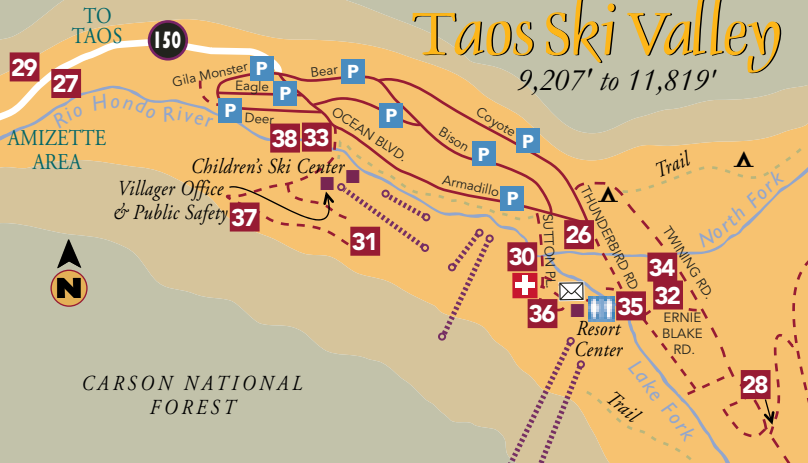 TO
TAOS
150
Taos Ski Valley
9,207' to 11,819'
29
27
Gila Monster
P
Bear
P
Eagle
P
P
Deer
P
Rio Hondo River
OCEAN BLVD.
Coyote
P
Bison
P
AMIZETTE
AREA
38
33
Children's Ski Center
Armadillo
P
Trail
Villager Office
& Public Safety
37
31
North Fork
SUTTON PL.
THUNDERBIRD RD.
TWINING RD.
26
30
34
32
36
35
N
Resort
Center
ERNIE
BLAKE
RD.
Lake Fork
28
CARSON NATIONAL
FOREST
Trail